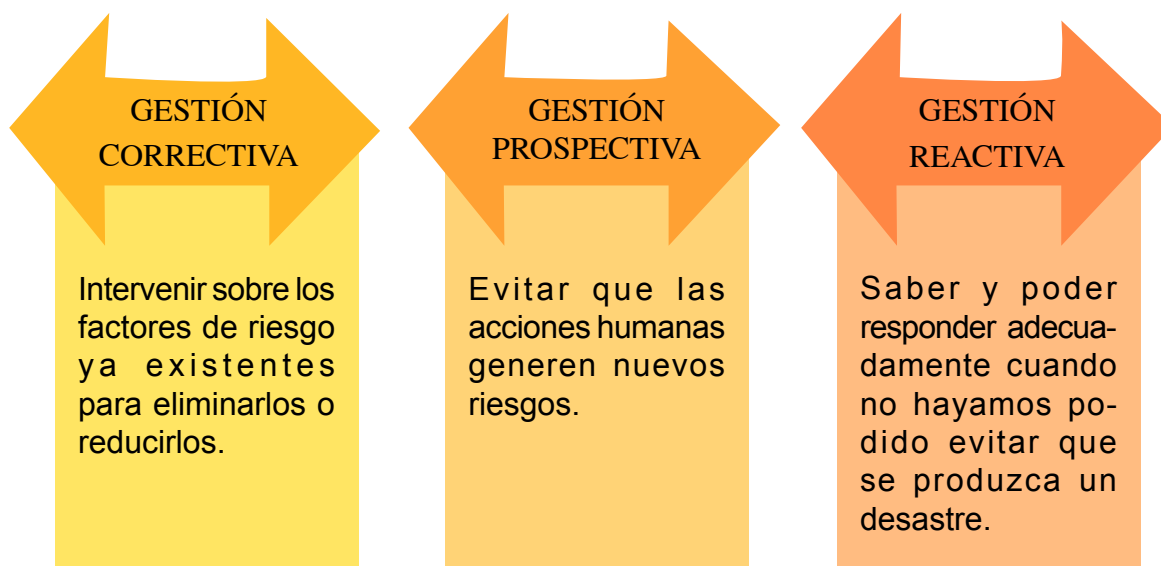 GESTIÓN
CORRECTIVA
Intervenir sobre los
factores de riesgo
ya existentes
para eliminarlos o
reducirlos.
GESTIÓN
PROSPECTIVA
Evitar que las
acciones humanas
generen nuevos
riesgos.
GESTIÓN
REACTIVA
Saber y poder
responder adecua-
damente cuando
no hayamos po-
dido evitar que
se produzca un
desastre.